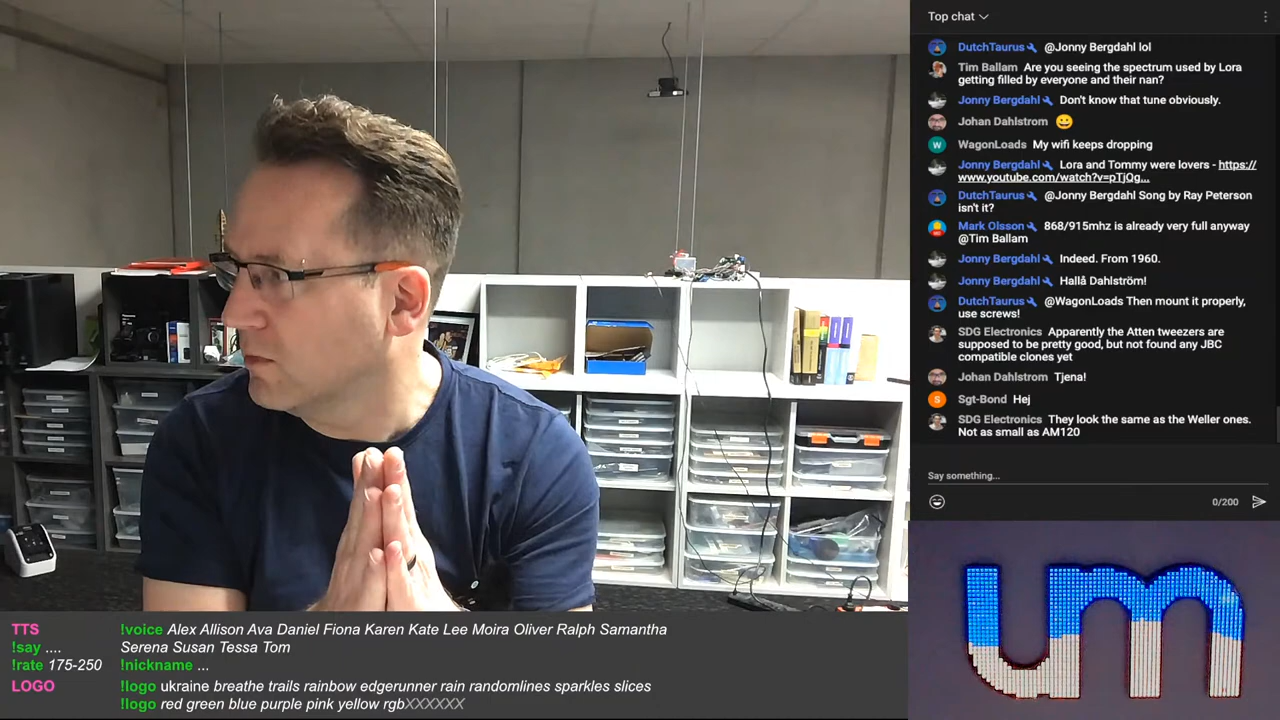 Top chat
DutchTaurus @Jonny Bergdahl lol
Tim Ballam Are you seeing the spectrum used by Lora
getting filled by everyone and their nan?
Jonny Bergdahl Don't know that tune obviously.
Johan Dahlstrom 😀
W WagonLoads My wifi keeps dropping
Jonny Bergdahl Lora and Tommy were lovers - https://
www.youtube.com/watch?v=pTjQg...
DutchTaurus @Jonny Bergdahl Song by Ray Peterson
isn't it?
Mark Olsson 868/915mhz is already very full anyway
@Tim Ballam
Jonny Bergdahl Indeed. From 1960.
Jonny Bergdahl Hallå Dahlström!
DutchTaurus @WagonLoads Then mount it properly,
use screws!
SDG Electronics Apparently the Atten tweezers are
supposed to be pretty good, but not found any JBC
compatible clones yet
Johan Dahlstrom Tjena!
S Sgt-Bond Hej
SDG Electronics They look the same as the Weller ones.
Not as small as AM120
Say something...
0/200
um
TTS !voice Alex Allison Ava Daniel Fiona Karen Kate Lee Moira Oliver Ralph Samantha
!say .... Serena Susan Tessa Tom
!rate 175-250 !nickname ...
LOGO !logo ukraine breathe trails rainbow edgerunner rain randomlines sparkles slices
!logo red green blue purple pink yellow rgbXXXXXX